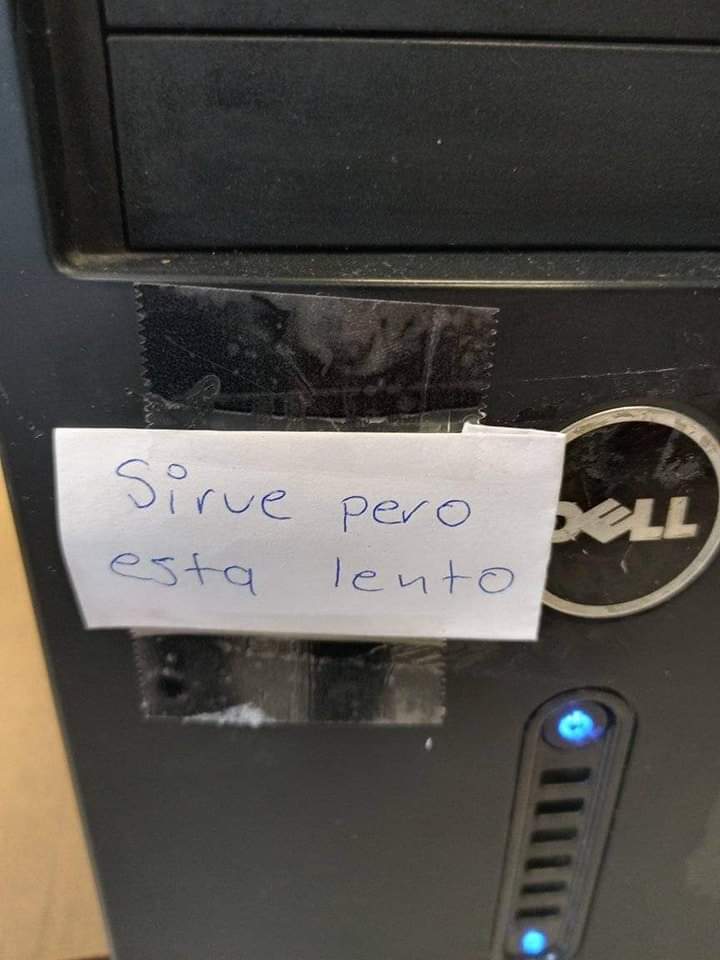 Sirve pero
esta lento
DELL